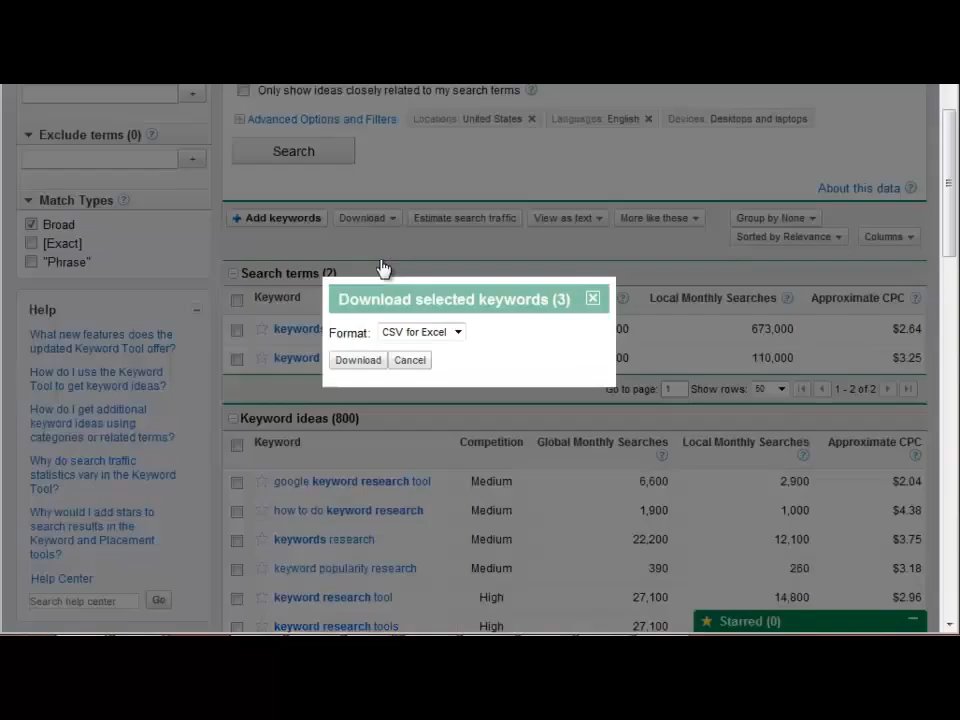 Only show ideas closely related to my search terms
Exclude terms (0)
Advanced Options and Filters
Locations: United States
Languages: English
Devices: Desktops and laptops
Search
Match Types
About this data
Broad
[Exact]
"Phrase"
Add keywords
Download
Estimate search traffic
View as text
More like these
Group by None
Sorted by Relevance
Columns
Search terms (2)
Keyword
Local Monthly Searches
Approximate CPC
keyword
00
673,000
$2.64
keyword
00
110,000
$3.25
Download selected keywords (3)
Format: CSV for Excel
Download
Cancel
Go to page: 1 Show rows: 50
1 - 2 of 2
Help
What new features does the
updated Keyword Tool offer?
How do I use the Keyword
Tool to get keyword ideas?
How do I get additional
keyword ideas using
categories or related terms?
Why do search traffic
statistics vary in the Keyword
Tool?
Why would I add stars to
search results in the
Keyword and Placement
tools?
Help Center
Search help center
Go
Keyword ideas (800)
Keyword Competition Global Monthly Searches Local Monthly Searches Approximate CPC
google keyword research tool Medium 6,600 2,900 $2.04
how to do keyword research Medium 1,900 1,000 $4.38
keywords research Medium 22,200 12,100 $3.75
keyword popularity research Medium 390 260 $3.18
keyword research tool High 27,100 14,800 $2.96
keyword research tools High 27,100
Starred (0)